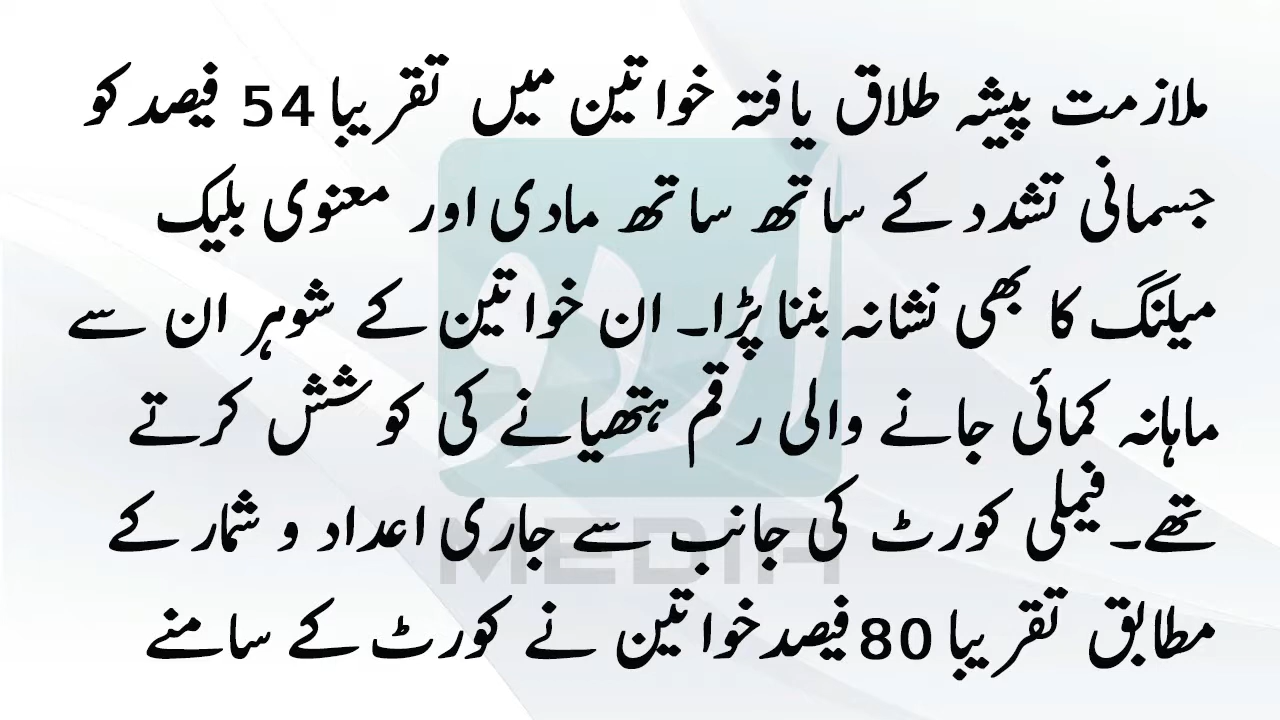 ملازمت پیشہ طلاق یافتہ خواتین میں تقریبا 54 فیصد کو
جسمانی تشدد کے ساتھ ساتھ مادی اور معنوی بلیک
میلنگ کا بھی نشانہ بننا پڑا۔ ان خواتین کے شوہر ان سے
ماہانہ کمائی جانے والی رقم ہتھیانے کی کوشش کرتے
تھے۔ فیملی کورٹ کی جانب سے جاری اعداد و شمار کے
مطابق تقریبا 80 فیصد خواتین نے کورٹ کے سامنے
اردو
MEDIA